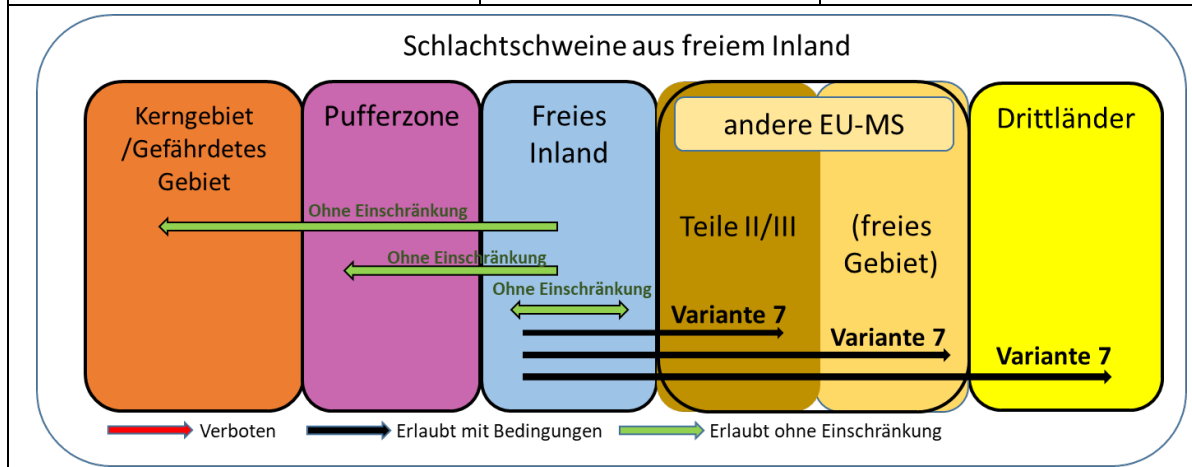 Schlachtschweine aus freiem Inland
Kerngebiet
/Gefährdetes
Gebiet
Pufferzone
Freies
Inland
andere EU-MS
Drittländer
Teile II/III
(freies
Gebiet)
Ohne Einschränkung
Ohne Einschränkung
Ohne Einschränkung
Variante 7
Variante 7
Variante 7
Verboten
Erlaubt mit Bedingungen
Erlaubt ohne Einschränkung